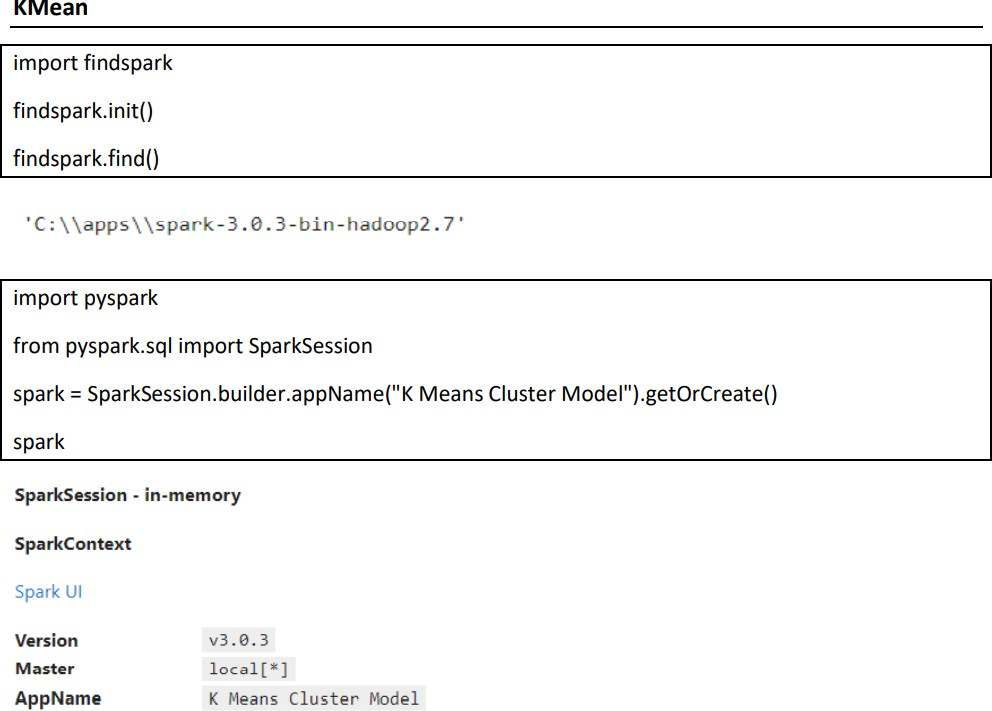 KMean
import findspark
findspark.init()
findspark.find()
'C:\\apps\\spark-3.0.3-bin-hadoop2.7'
import pyspark
from pyspark.sql import SparkSession
spark = SparkSession.builder.appName("K Means Cluster Model").getOrCreate()
spark
SparkSession - in-memory
SparkContext
Spark UI
Version v3.0.3
Master local[*]
AppName K Means Cluster Model